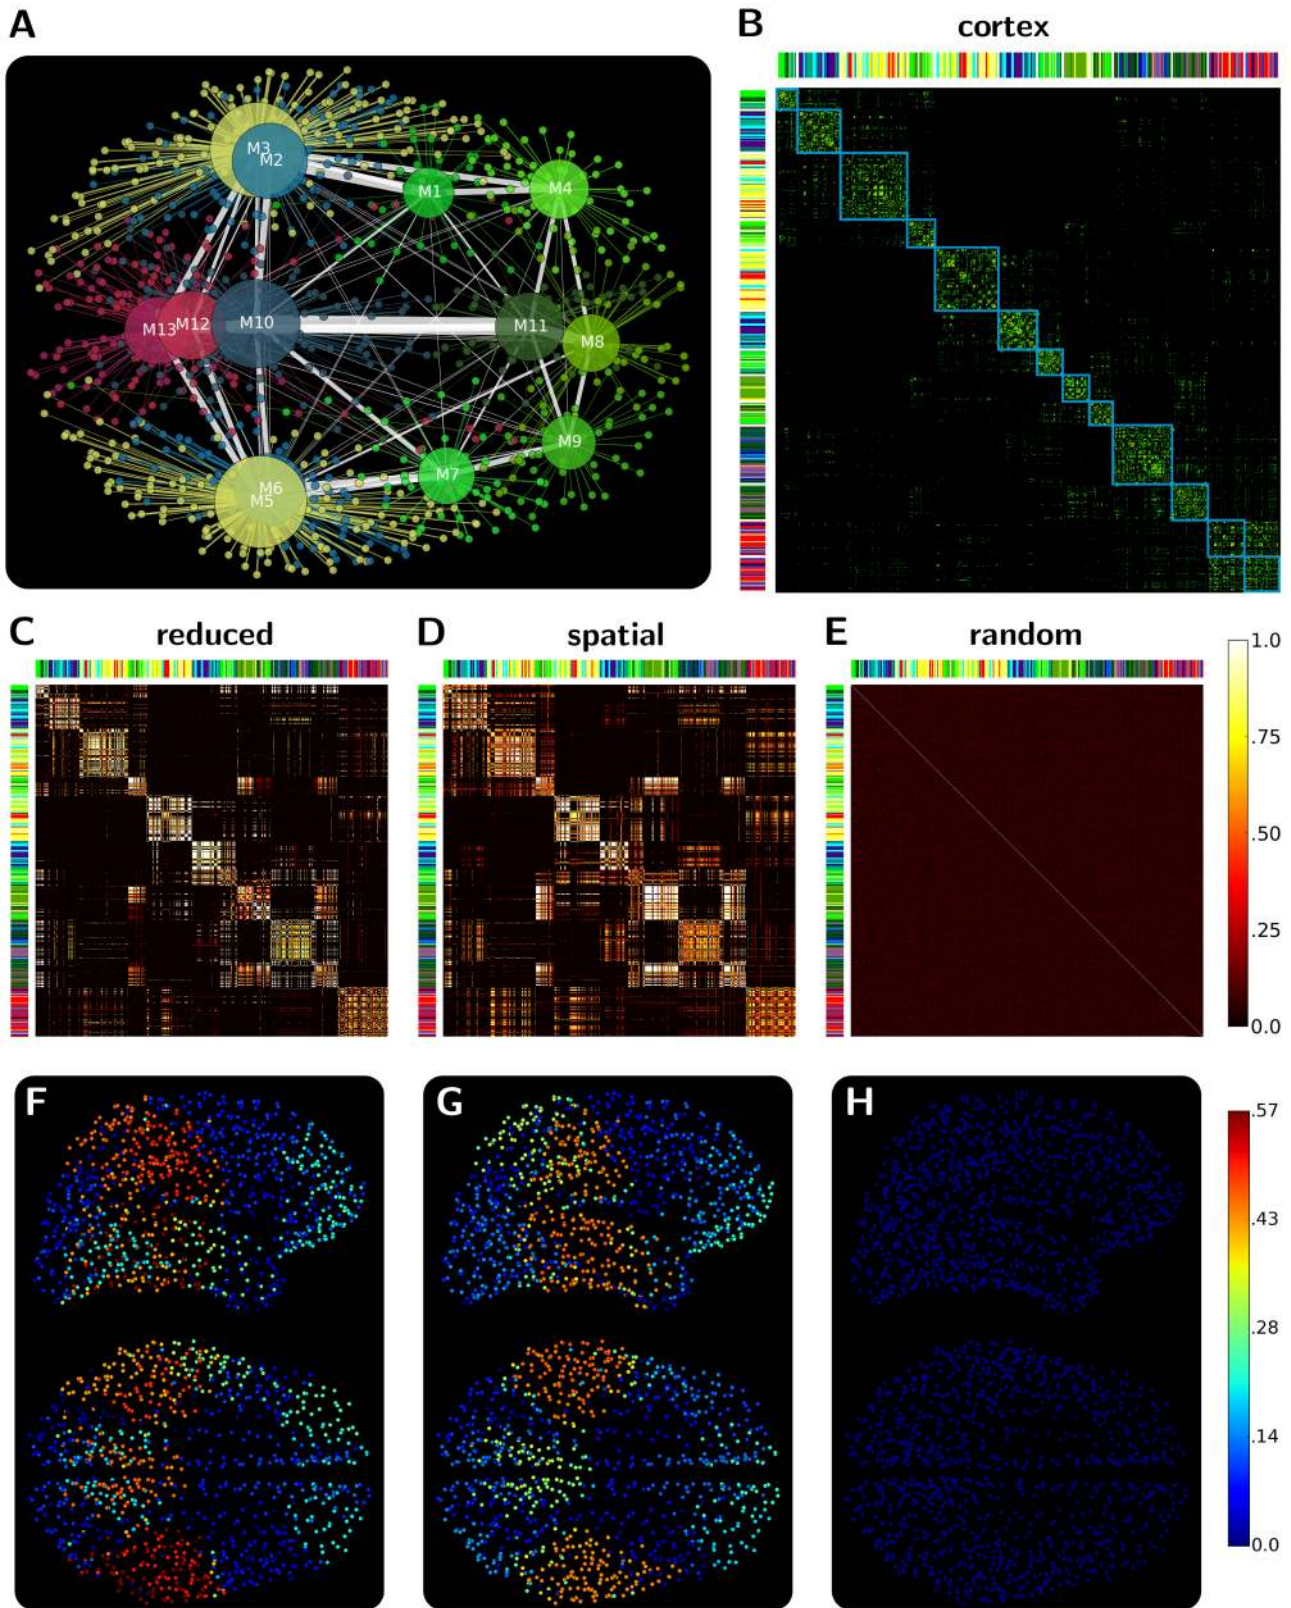 A
B
cortex
M3
M2
M1
M4
M13
M12
M10
M11
M8
M9
M7
M6
M5
C
reduced
D
spatial
E
random
1.0
.75
.50
.25
0.0
F
G
H
.57
.43
.28
.14
0.0